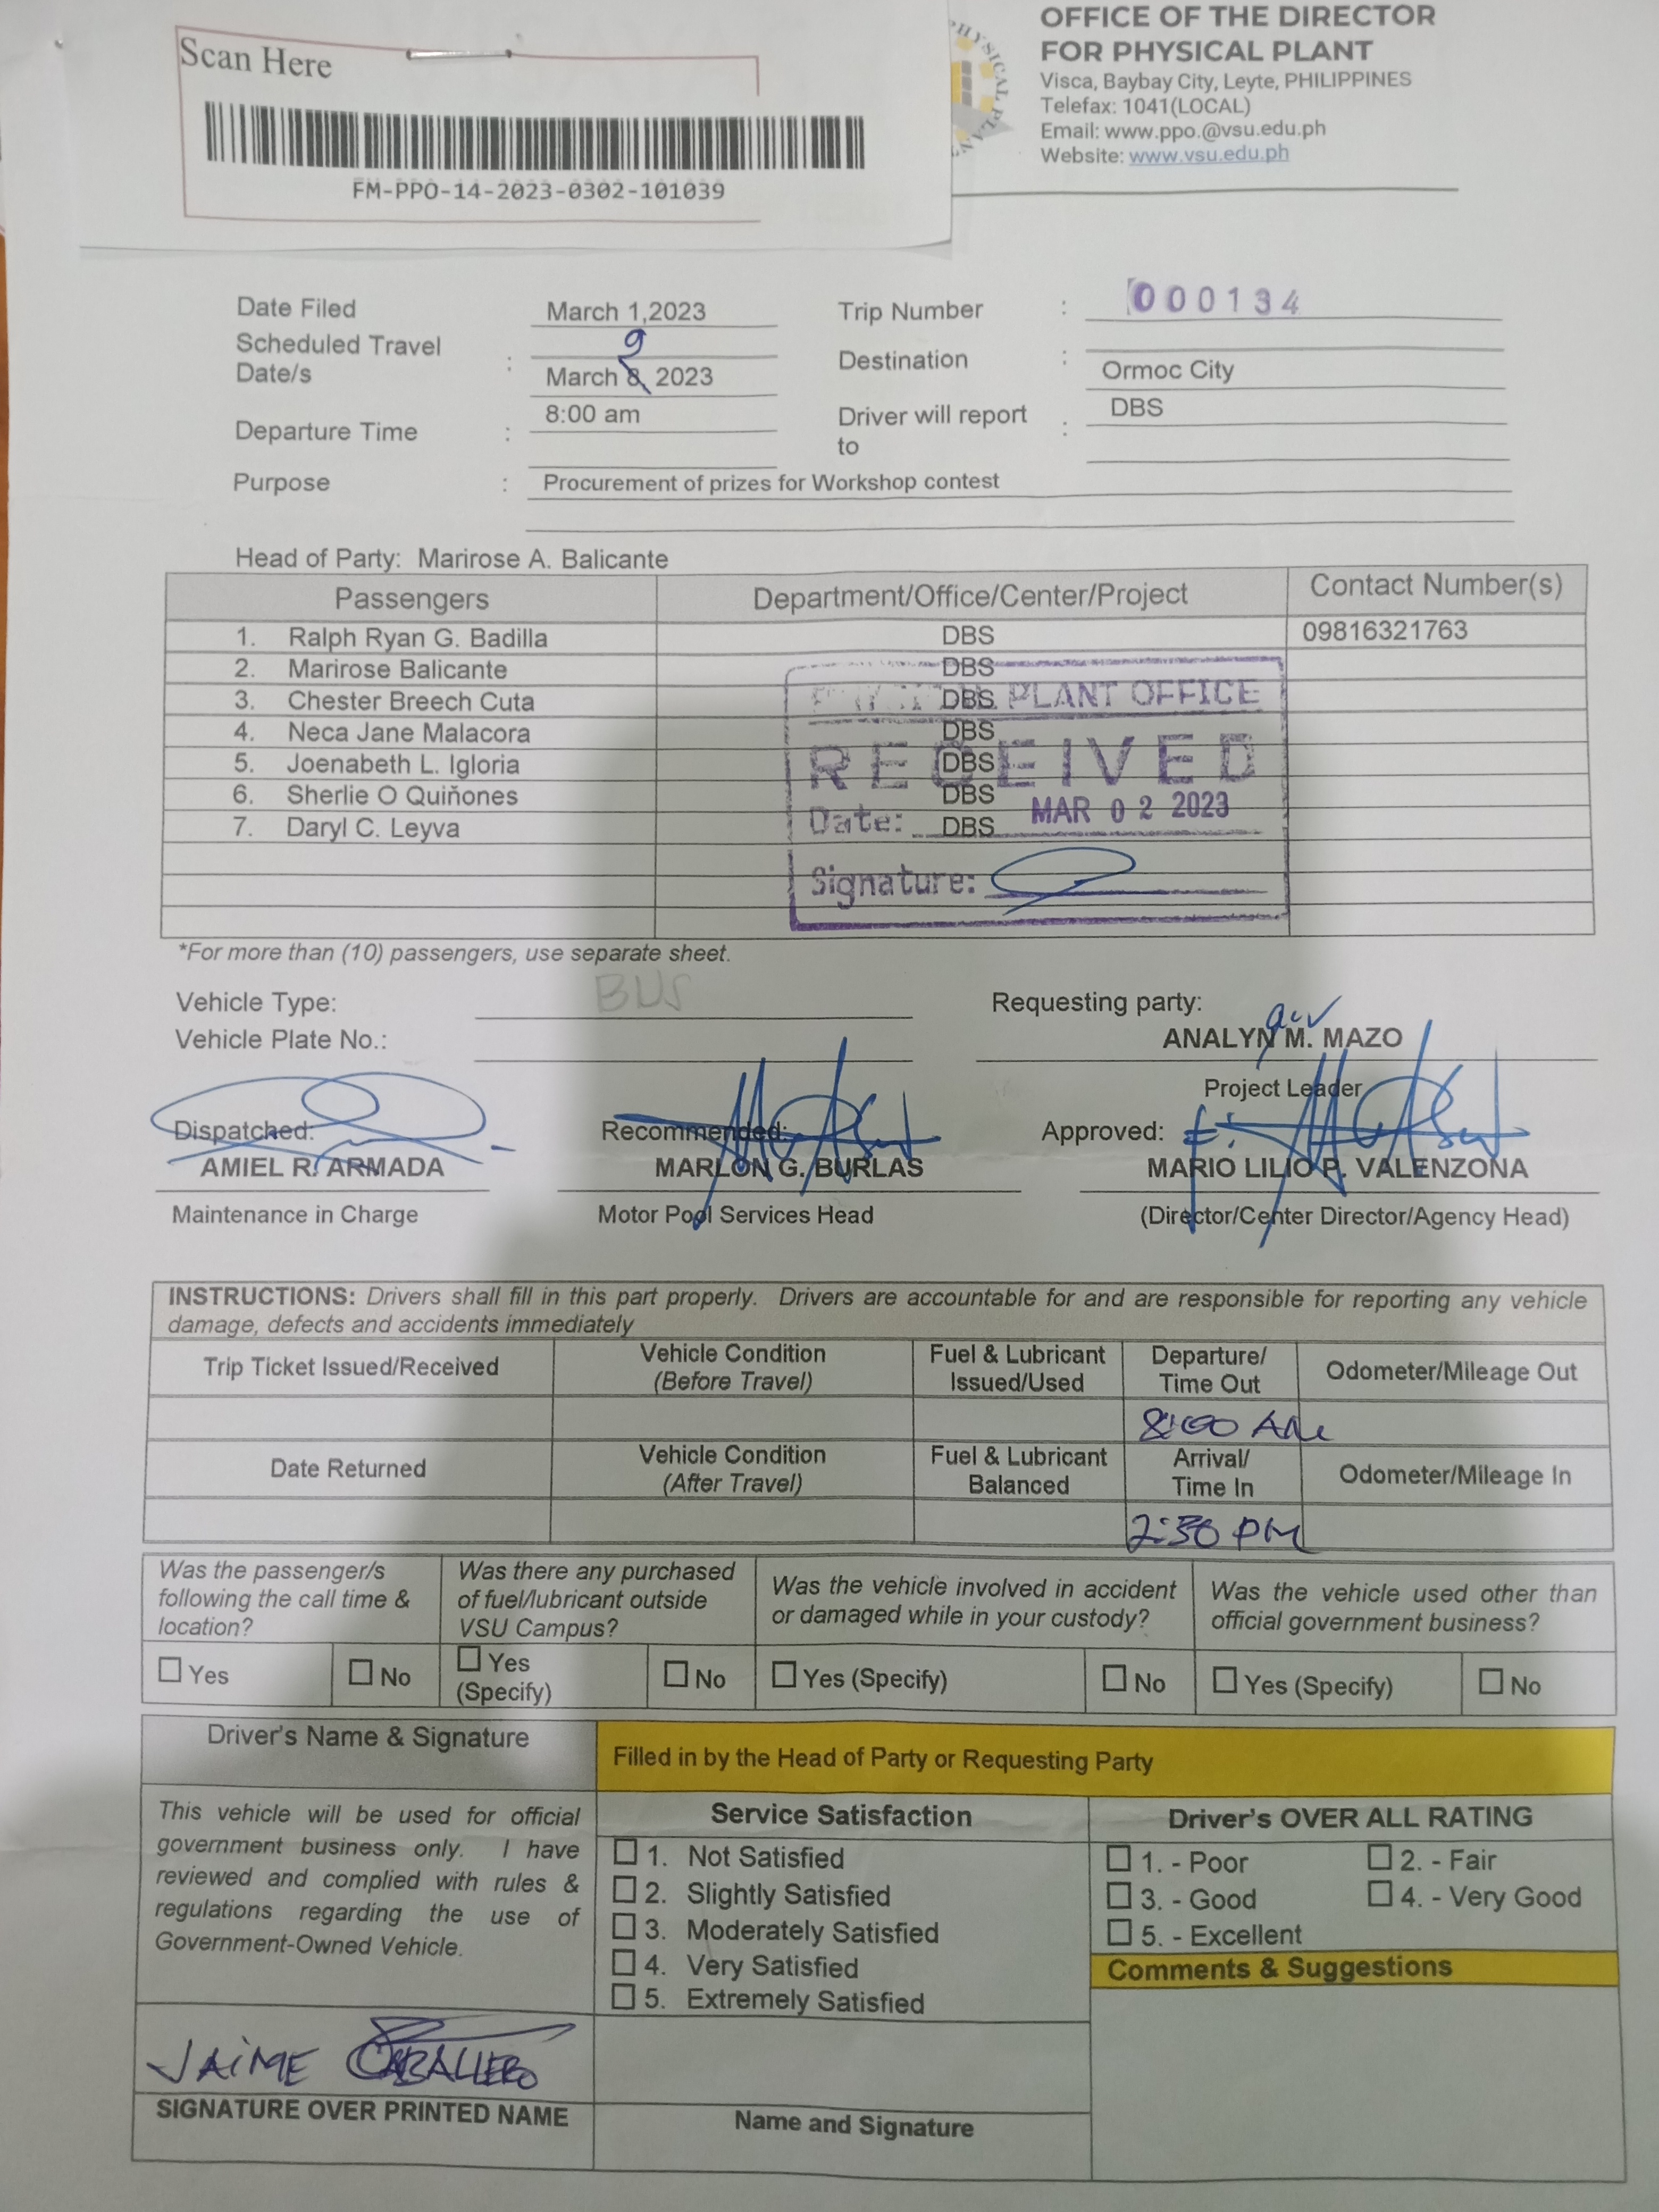 Scan Here
FM-PPO-14-2023-0302-101039
OFFICE OF THE DIRECTOR
FOR PHYSICAL PLANT
Visca, Baybay City, Leyte, PHILIPPINES
Telefax: 1041(LOCAL)
Email: www.ppo.@vsu.edu.ph
Website: www.vsu.edu.ph
Date Filed March 1,2023 Trip Number : 000134
Scheduled Travel Date/s : March 8, 2023 9 Destination : Ormoc City
Departure Time : 8:00 am Driver will report to : DBS
Purpose : Procurement of prizes for Workshop contest
Head of Party: Marirose A. Balicante
Passengers Department/Office/Center/Project Contact Number(s)
1. Ralph Ryan G. Badilla DBS 09816321763
2. Marirose Balicante DBS
3. Chester Breech Cuta DBS
4. Neca Jane Malacora DBS
5. Joenabeth L. Igloria DBS
6. Sherlie O Quiñones DBS
7. Daryl C. Leyva DBS
PLANT OFFICE
RECEIVED
Date: MAR 02 2023
Signature:
*For more than (10) passengers, use separate sheet.
Vehicle Type: BUS Requesting party:
Vehicle Plate No.: ANALYN M. MAZO
Project Leader
Dispatched: Recommended: Approved:
AMIEL R. ARMADA MARLON G. BURLAS MARIO LILIO P. VALENZONA
Maintenance in Charge Motor Pool Services Head (Director/Center Director/Agency Head)
INSTRUCTIONS: Drivers shall fill in this part properly. Drivers are accountable for and are responsible for reporting any vehicle
damage, defects and accidents immediately
Trip Ticket Issued/Received Vehicle Condition (Before Travel) Fuel & Lubricant Issued/Used Departure/ Time Out Odometer/Mileage Out
8:00 AM
Date Returned Vehicle Condition (After Travel) Fuel & Lubricant Balanced Arrival/ Time In Odometer/Mileage In
2:30 PM
Was the passenger/s following the call time & location? Was there any purchased of fuel/lubricant outside VSU Campus? Was the vehicle involved in accident or damaged while in your custody? Was the vehicle used other than official government business?
☐ Yes ☐ No ☐ Yes (Specify) ☐ No ☐ Yes (Specify) ☐ No ☐ Yes (Specify) ☐ No
Driver's Name & Signature Filled in by the Head of Party or Requesting Party
This vehicle will be used for official
government business only. I have
reviewed and complied with rules &
regulations regarding the use of
Government-Owned Vehicle.
Service Satisfaction
☐ 1. Not Satisfied
☐ 2. Slightly Satisfied
☐ 3. Moderately Satisfied
☐ 4. Very Satisfied
☐ 5. Extremely Satisfied
Driver's OVER ALL RATING
☐ 1. - Poor ☐ 2. - Fair
☐ 3. - Good ☐ 4. - Very Good
☐ 5. - Excellent
Comments & Suggestions
JAIME CABALLERO
SIGNATURE OVER PRINTED NAME Name and Signature